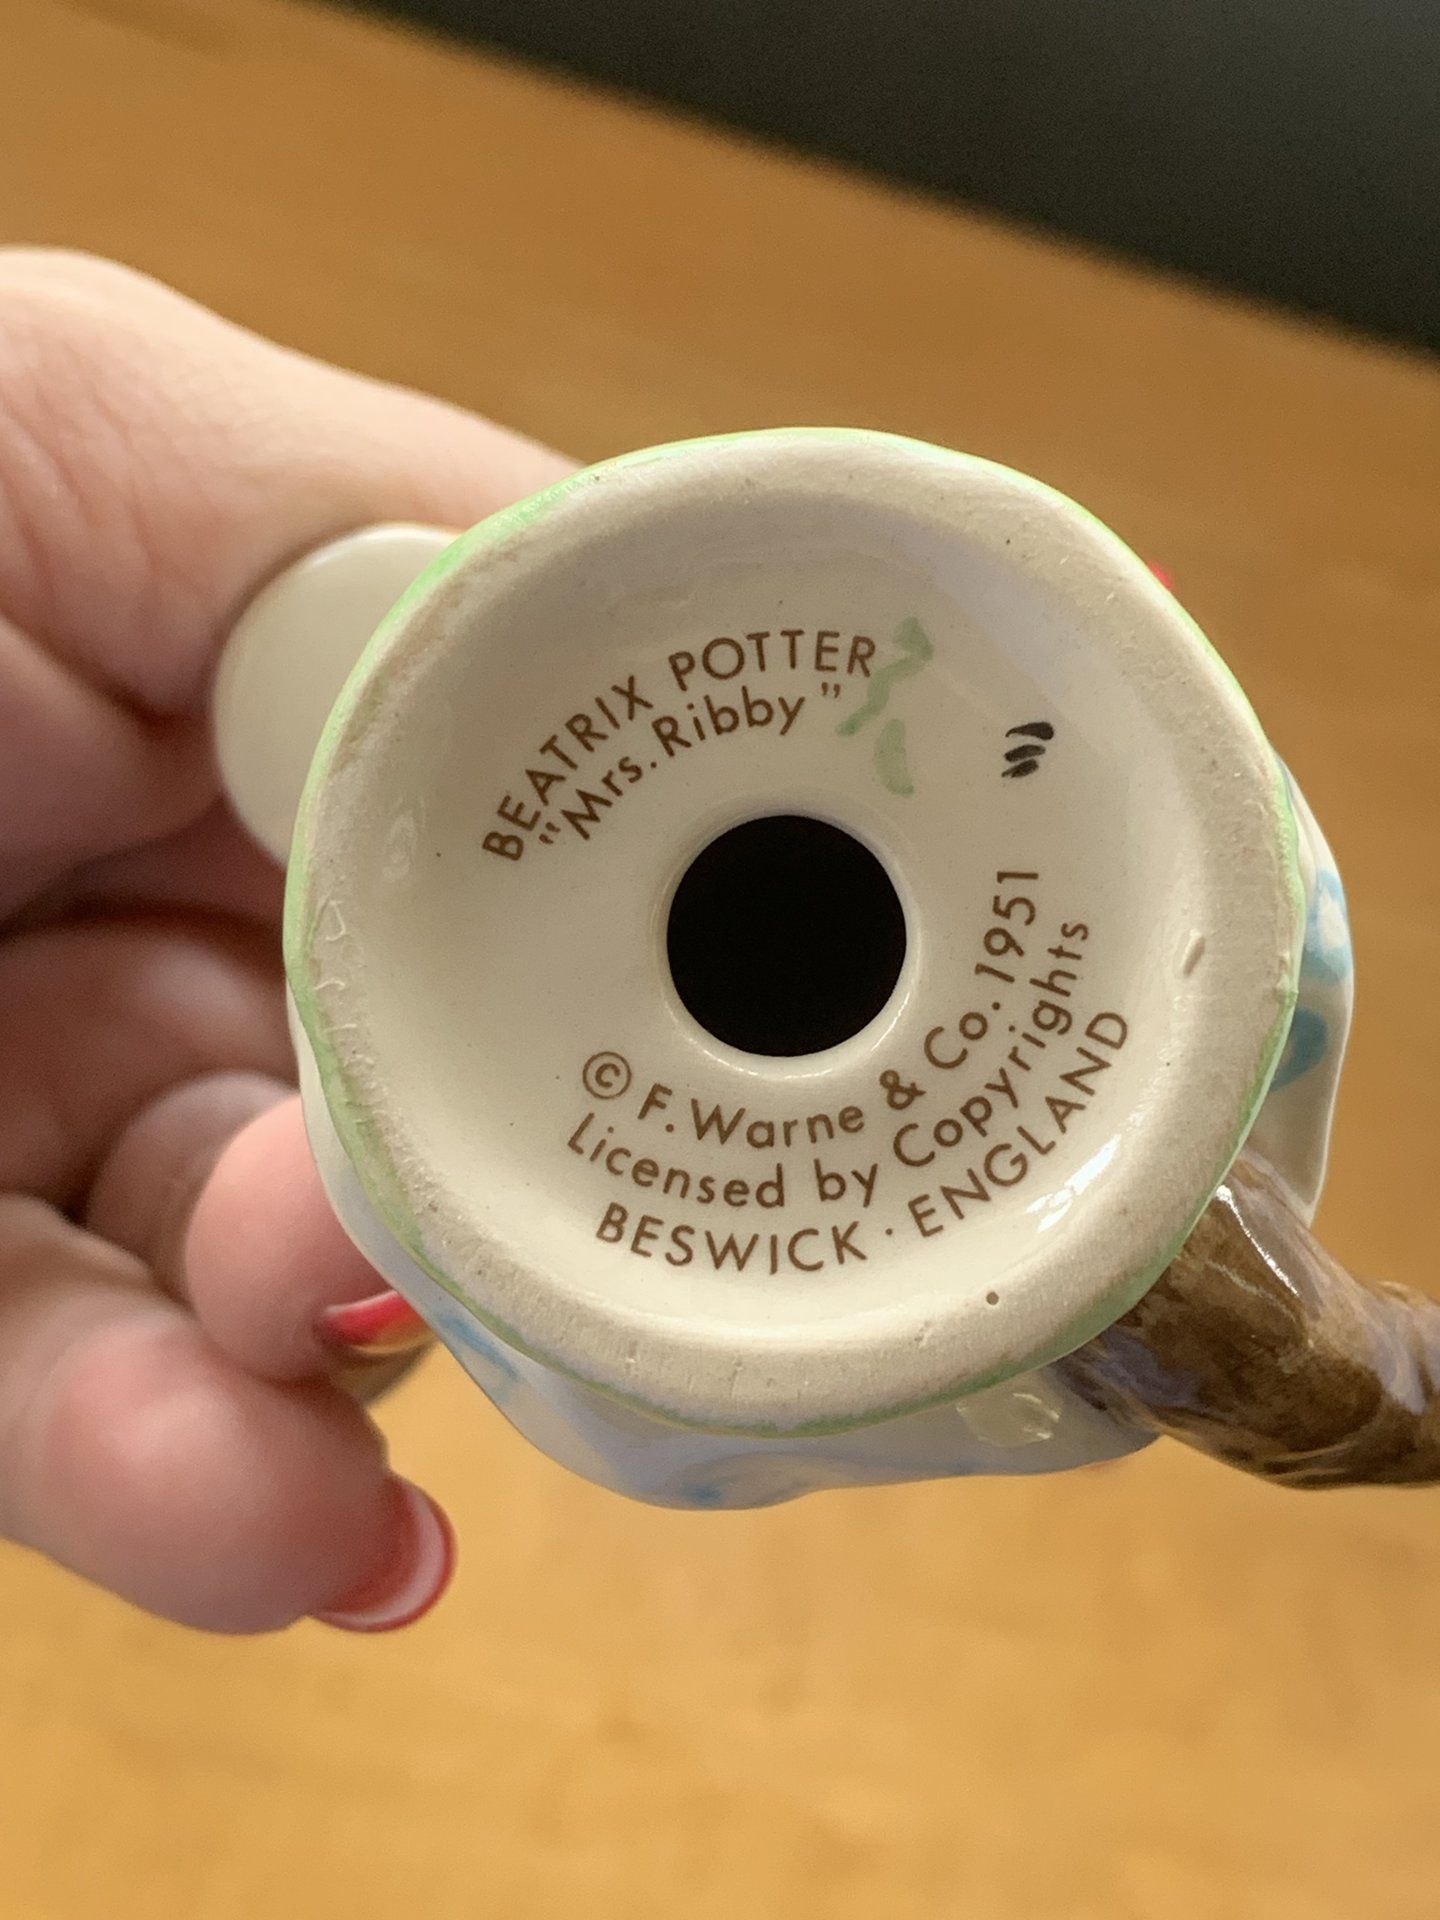 BEATRIX POTTER
"Mrs. Ribby"
© F. Warne & Co. 1951
Licensed by Copyrights
BESWICK · ENGLAND